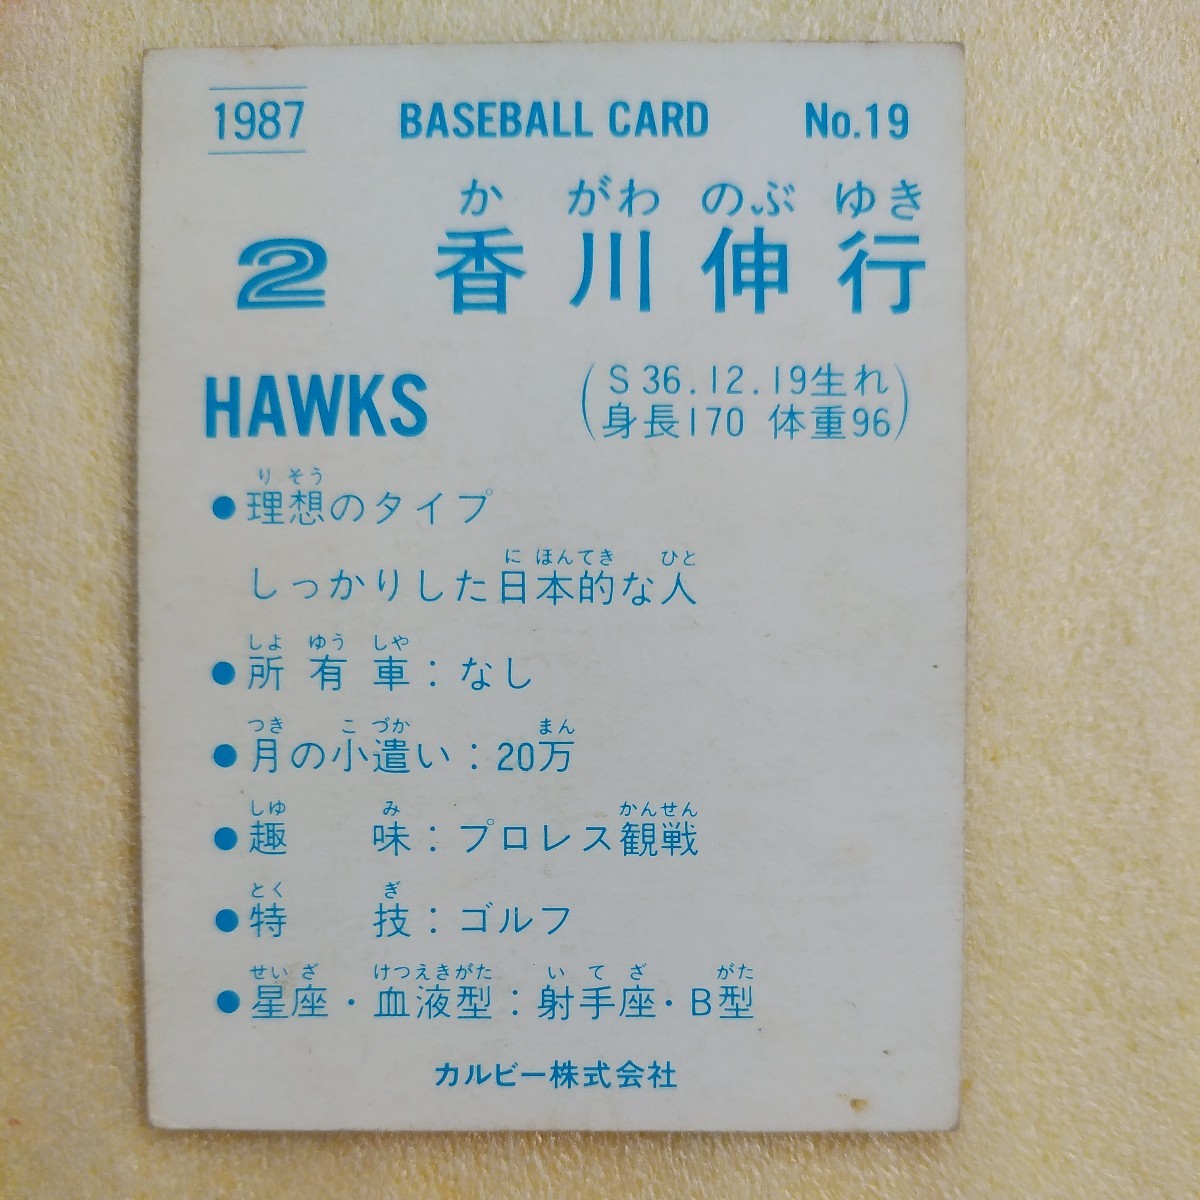 1987 BASEBALL CARD No.19
か がわ のぶ ゆき
2 香川伸行
HAWKS
(S36.12.19生れ
身長170 体重96)
り そう
●理想のタイプ
に ほんてき ひと
しっかりした日本的な人
しよ ゆう しや
●所有車:なし
つき こ づか まん
●月の小遣い:20万
しゆ み かんせん
●趣 味:プロレス観戦
とく ぎ
●特 技:ゴルフ
せい ざ けつえきがた い て ざ がた
●星座・血液型:射手座・B型
カルビー株式会社